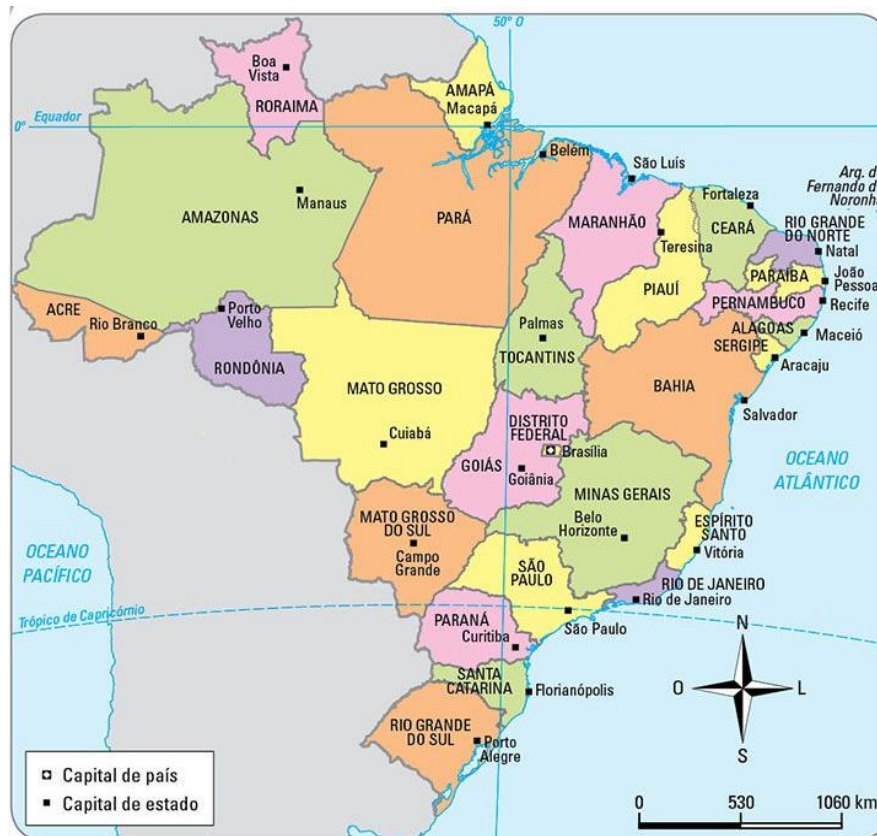 50º O
Boa
Vista
RORAIMA
AMAPÁ
Macapá
Equador
0º
Belém
São Luís
Fortaleza
Arq. d
Fernando d
Noronh
Manaus
AMAZONAS
PARÁ
MARANHÃO
Teresina
CEARÁ
RIO GRANDE
DO NORTE
Natal
PARAÍBA
João
Pessoa
PIAUÍ
PERNAMBUCO
Recife
ACRE
Rio Branco
Porto
Velho
Palmas
TOCANTINS
ALAGOAS
Maceió
SERGIPE
Aracaju
RONDÔNIA
MATO GROSSO
BAHIA
Salvador
Cuiabá
DISTRITO
FEDERAL
Brasília
GOIÁS
Goiânia
OCEANO
ATLÂNTICO
MINAS GERAIS
Belo
Horizonte
MATO GROSSO
DO SUL
Campo
Grande
ESPÍRITO
SANTO
Vitória
OCEANO
PACÍFICO
SÃO
PAULO
RIO DE JANEIRO
Rio de Janeiro
Trópico de Capricórnio
São Paulo
PARANÁ
Curitiba
N
SANTA
CATARINA
Florianópolis
O
L
RIO GRANDE
DO SUL
Porto
Alegre
S
Capital de país
Capital de estado
0 530 1060 km